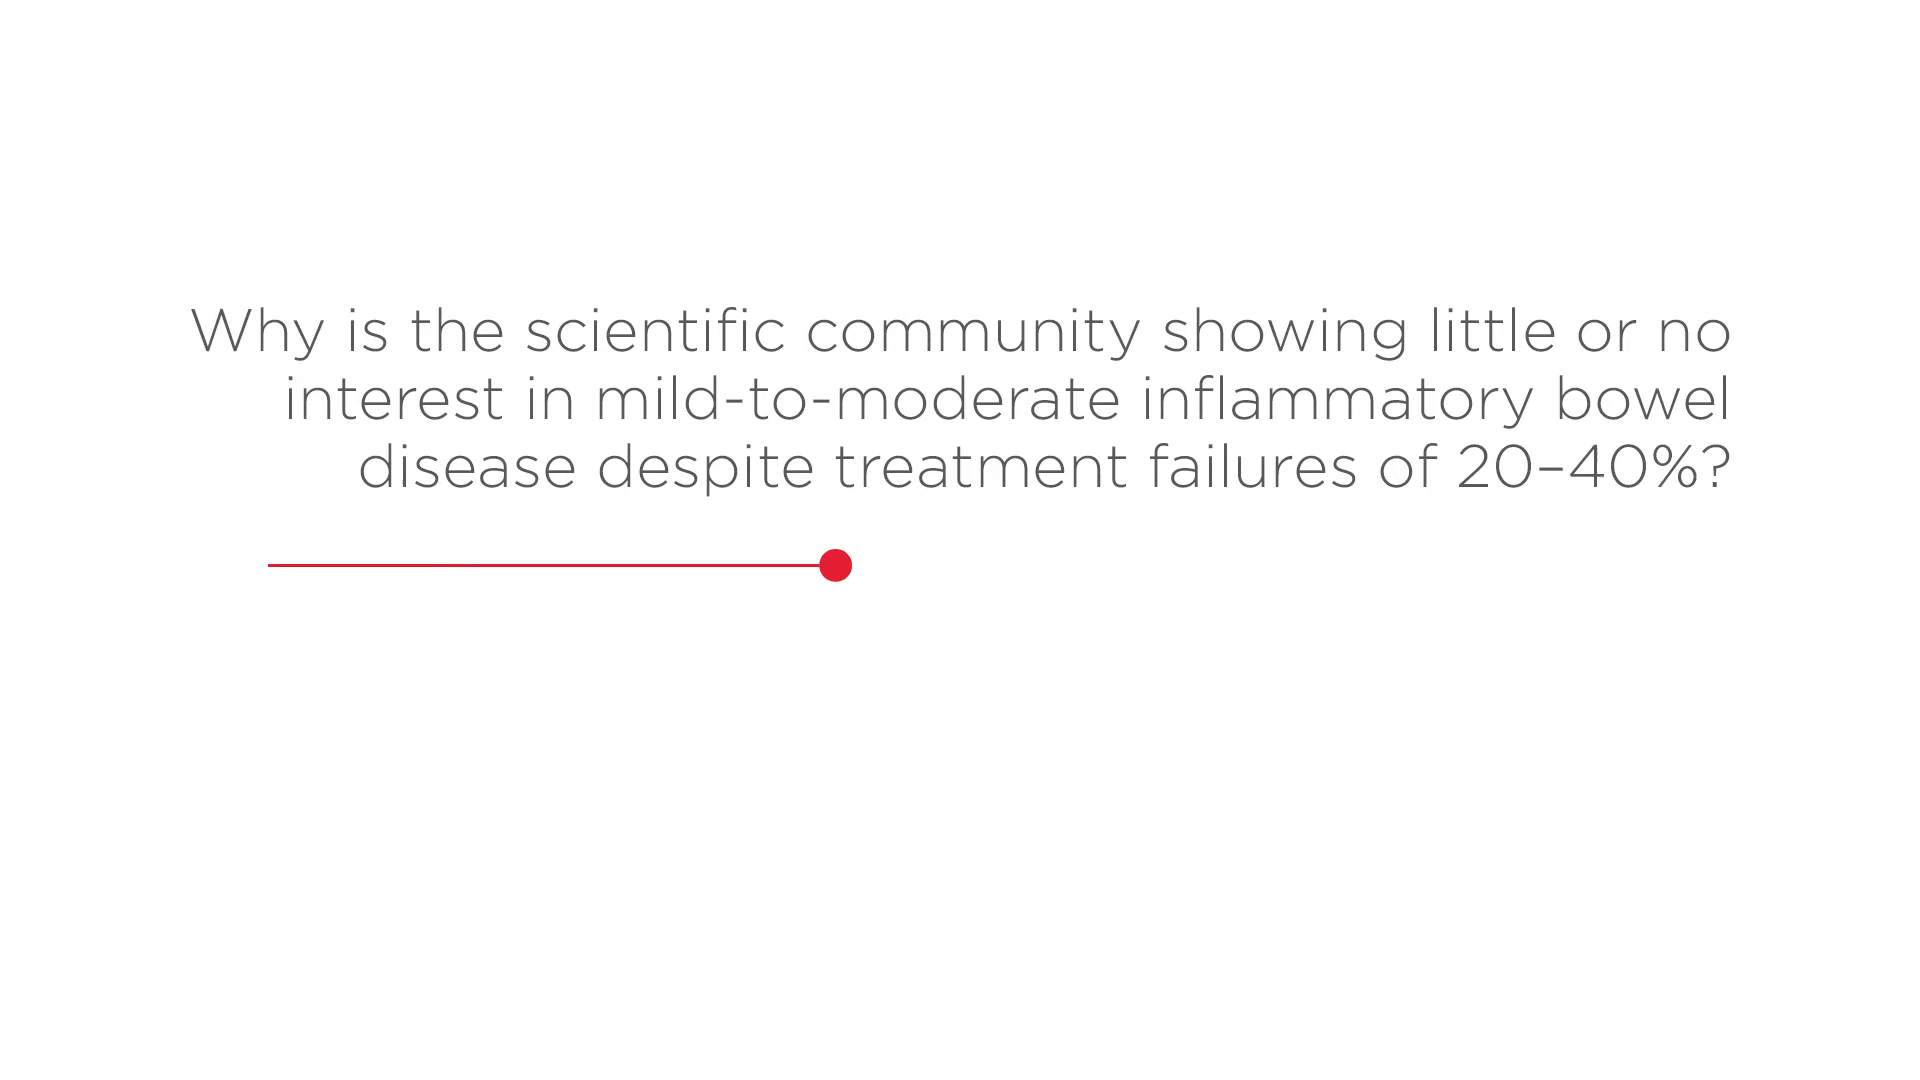 Why is the scientific community showing little or no
interest in mild-to-moderate inflammatory bowel
disease despite treatment failures of 20–40%?